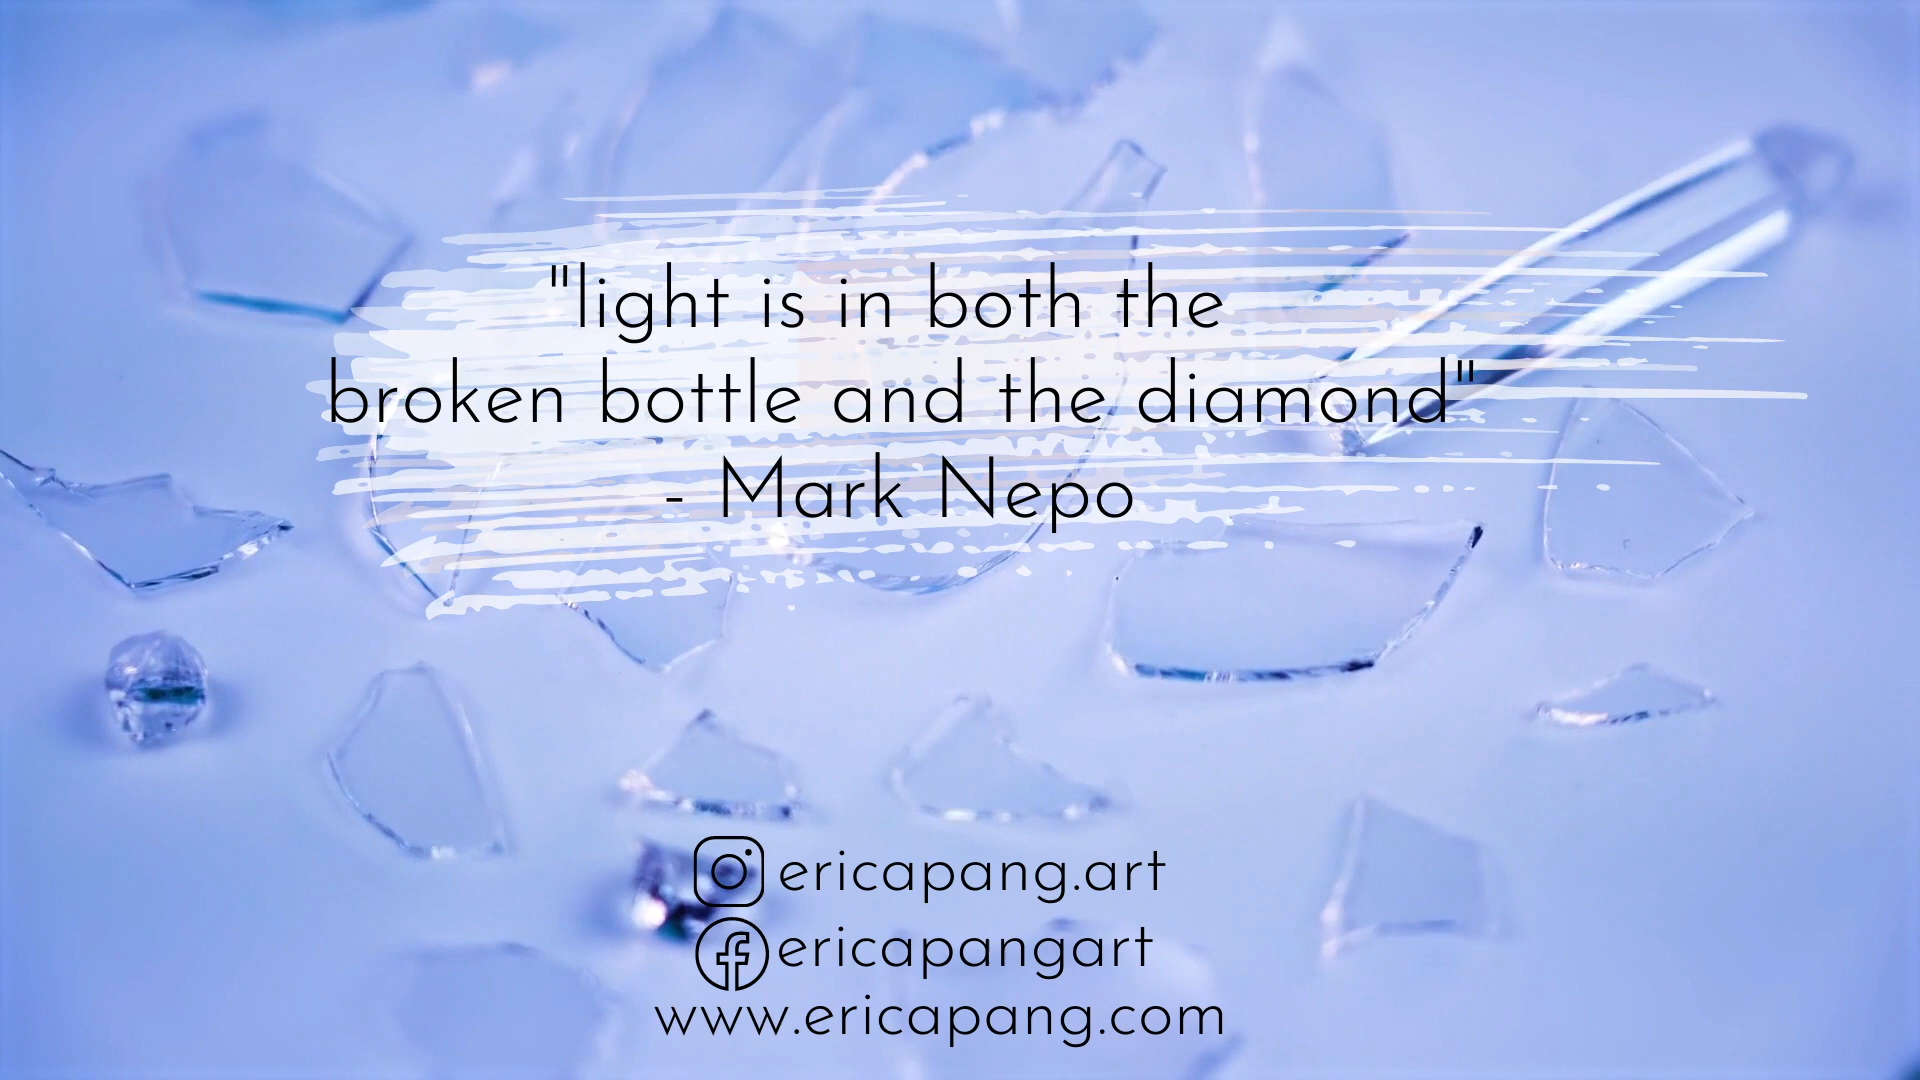 "light is in both the
broken bottle and the diamond"
- Mark Nepo
ericapang.art
ericapangart
www.ericapang.com